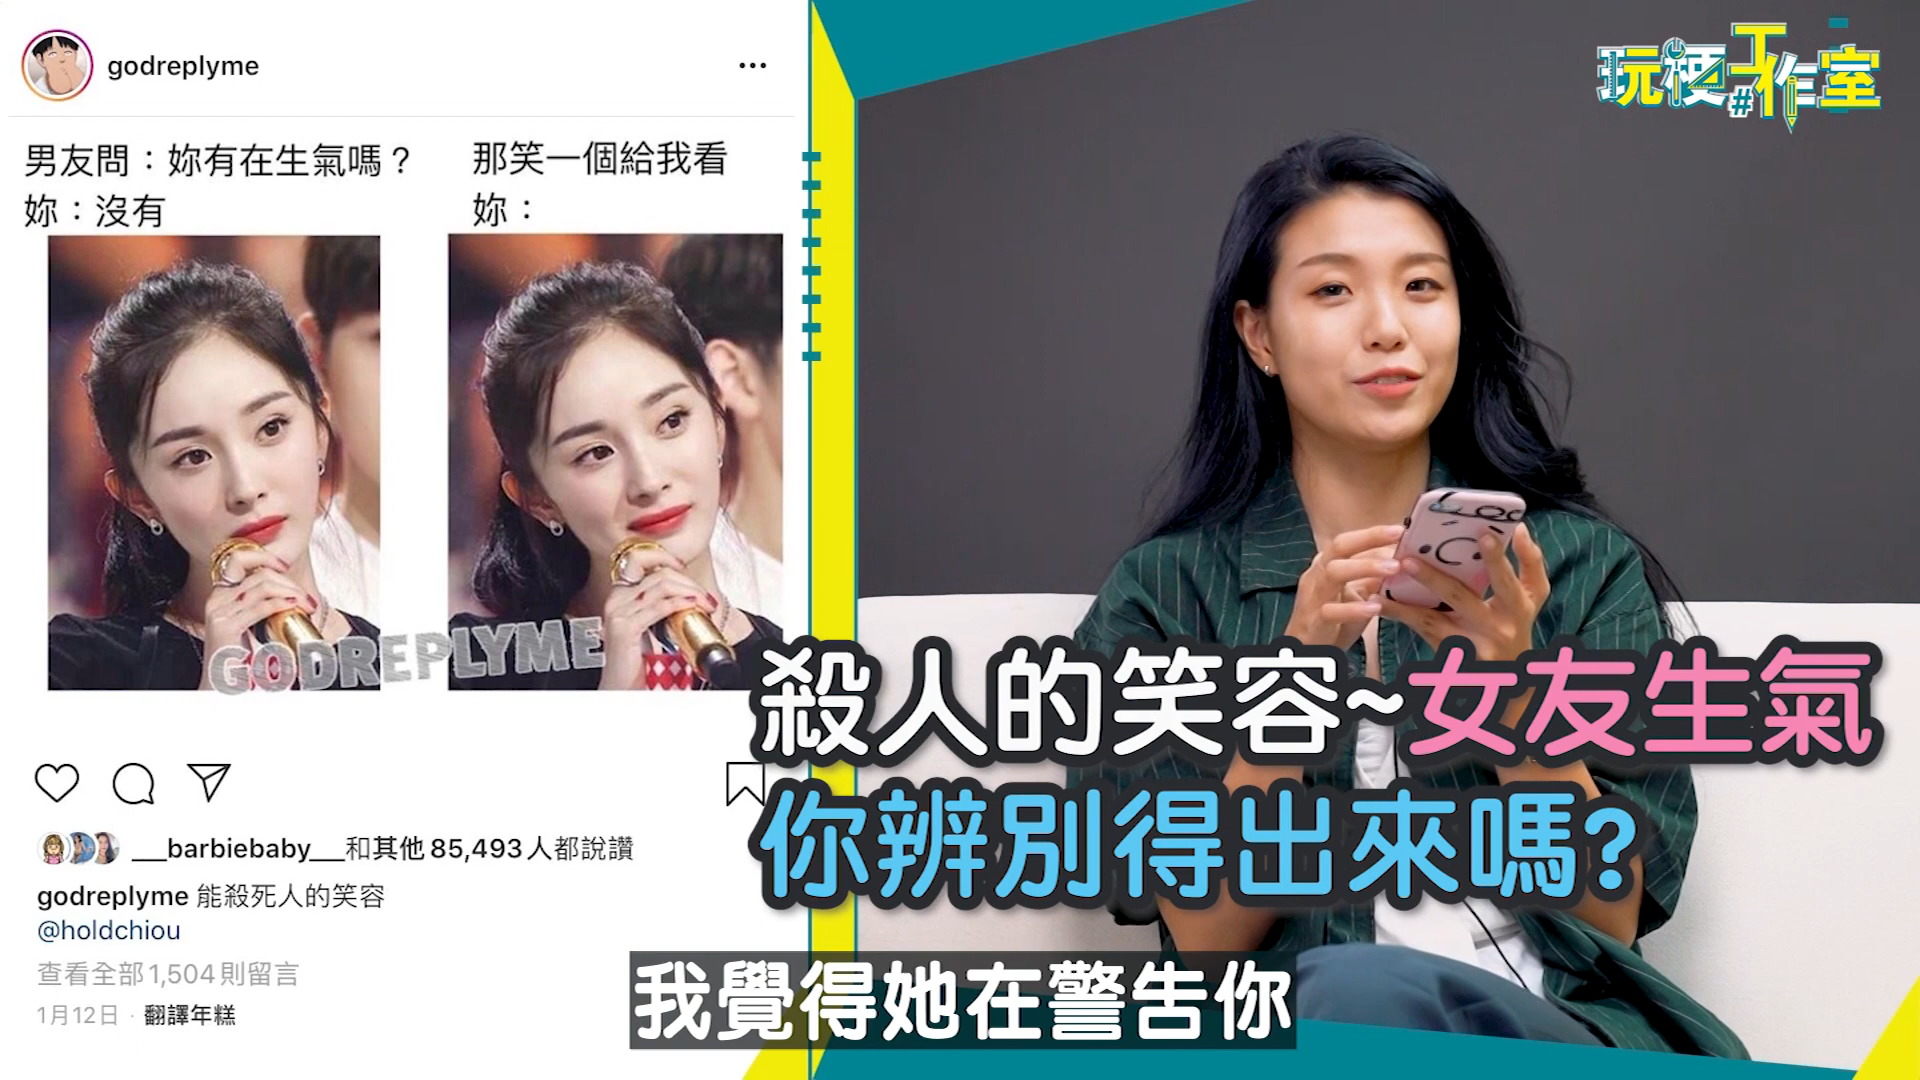 godreplyme
男友問：妳有在生氣嗎？
妳：沒有
那笑一個給我看
妳：
GODREPLYME
___barbiebaby___和其他 85,493 人都說讚
godreplyme 能殺死人的笑容
@holdchiou
查看全部 1,504 則留言
1月12日 · 翻譯年糕
玩梗#工作室
殺人的笑容~女友生氣
你辨別得出來嗎?
我覺得她在警告你